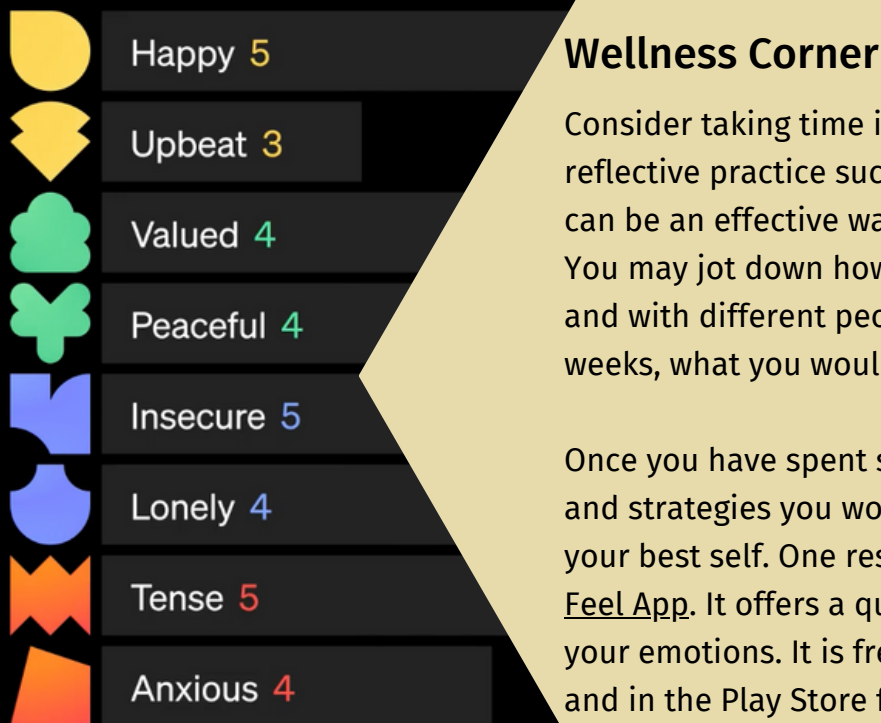 Happy 5
Upbeat 3
Valued 4
Peaceful 4
Insecure 5
Lonely 4
Tense 5
Anxious 4
Wellness Corner
Consider taking time i
reflective practice suc
can be an effective wa
You may jot down how
and with different peo
weeks, what you woul
Once you have spent s
and strategies you wo
your best self. One res
Feel App. It offers a qu
your emotions. It is fre
and in the Play Store f